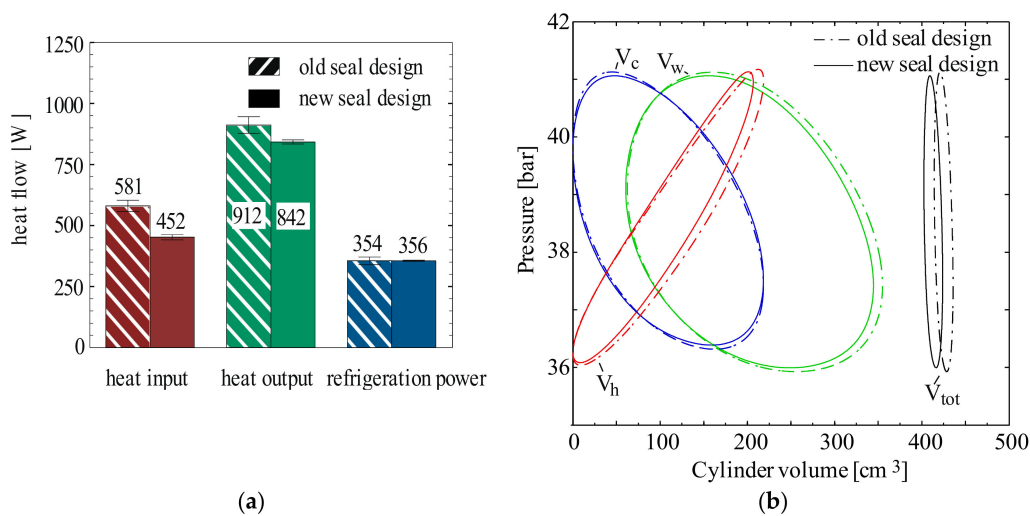 1250
1000
750
500
250
0
heat flow [ W ]
old seal design
new seal design
581
452
912
842
354
356
heat input
heat output
refrigeration power
(a)
42
40
38
36
Pressure [bar]
V_c
V_w
old seal design
new seal design
V_h
V_tot
0
100
200
300
400
500
Cylinder volume [cm ³]
(b)